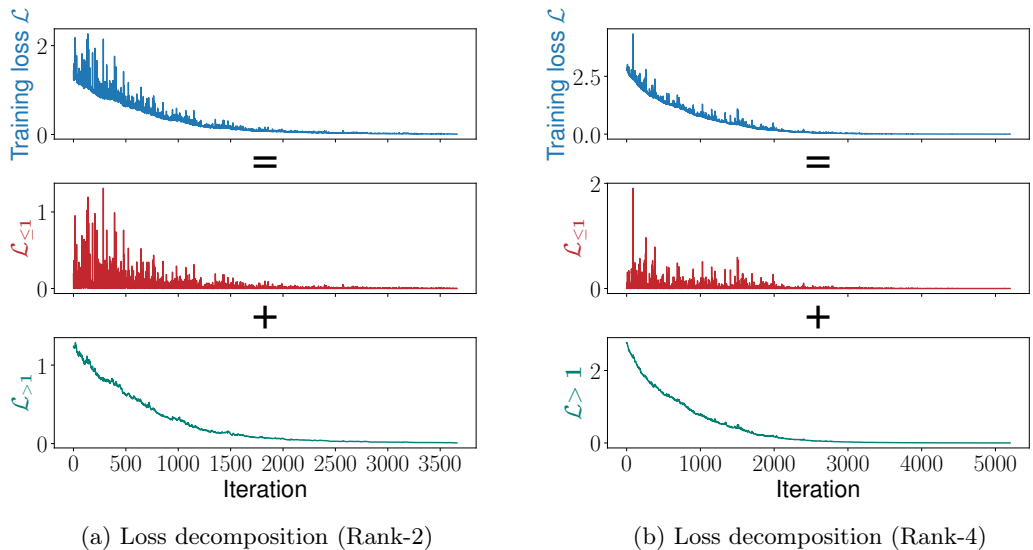 Training loss ℒ
2
0
=
ℒ≤1
1
0
+
ℒ>1
1
0
0 500 1000 1500 2000 2500 3000 3500
Iteration
(a) Loss decomposition (Rank-2)
Training loss ℒ
2.5
0.0
=
ℒ≤1
2
0
+
ℒ> 1
2
0
0 1000 2000 3000 4000 5000
Iteration
(b) Loss decomposition (Rank-4)